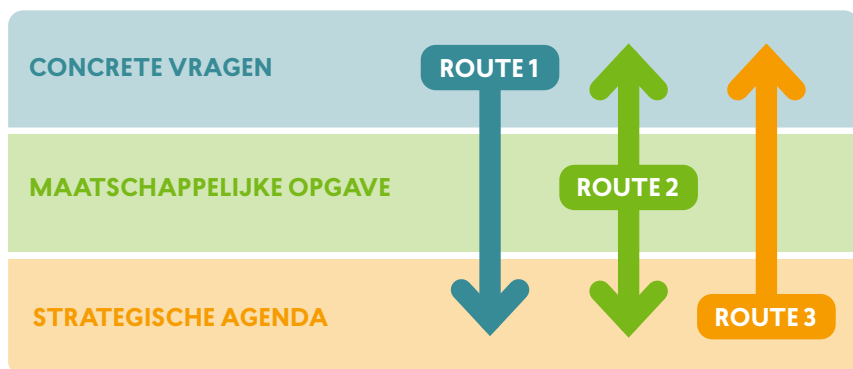 CONCRETE VRAGEN
ROUTE 1
MAATSCHAPPELIJKE OPGAVE
ROUTE 2
STRATEGISCHE AGENDA
ROUTE 3